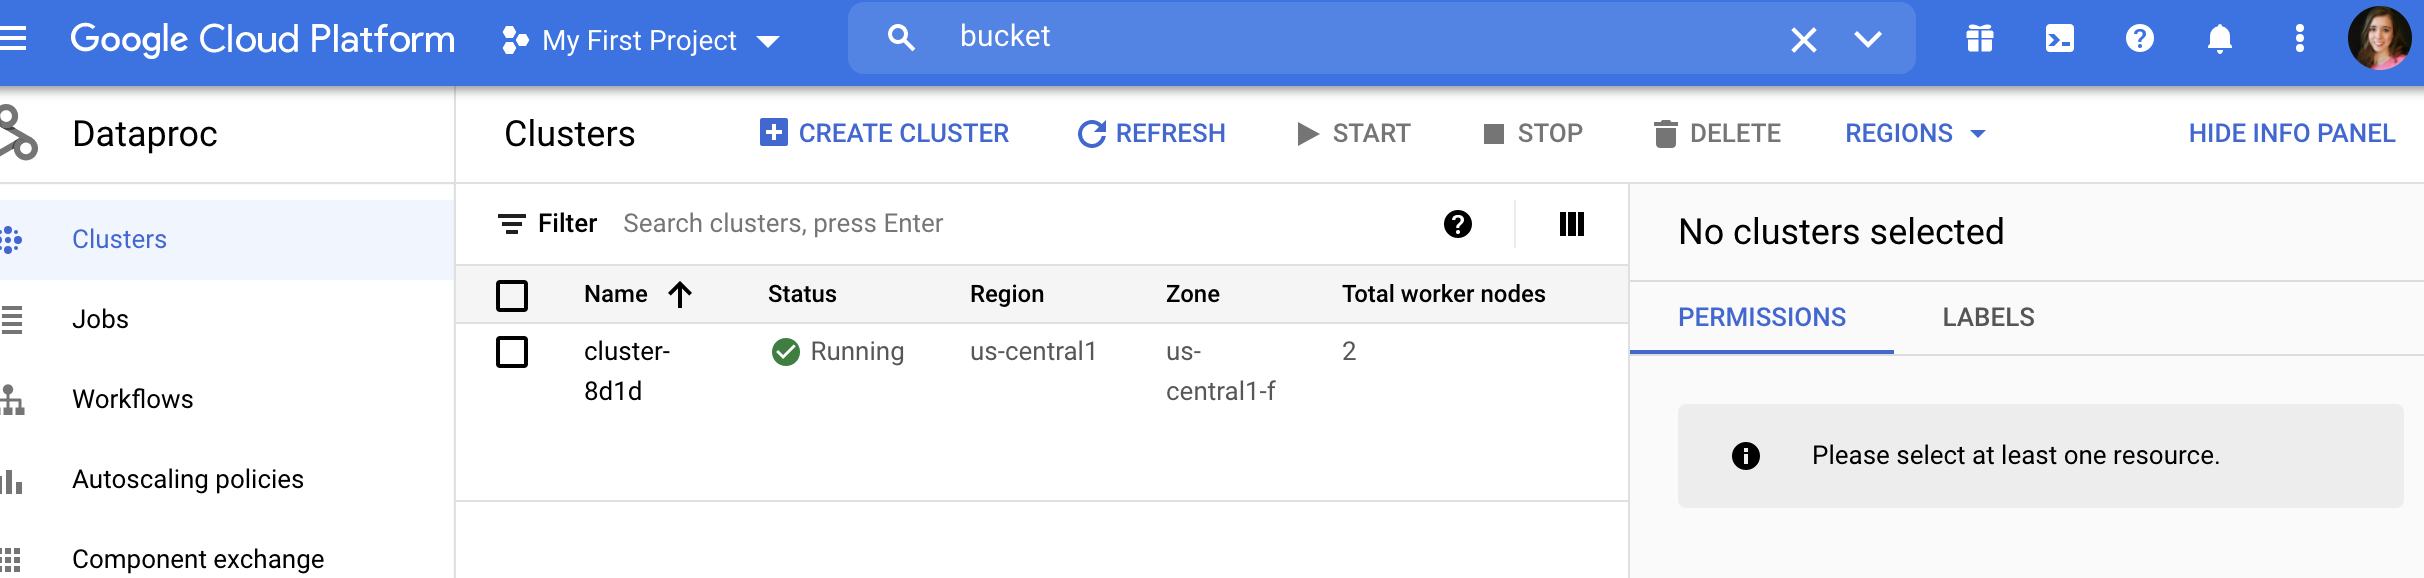 Google Cloud Platform
My First Project
bucket
Dataproc
Clusters
CREATE CLUSTER
REFRESH
START
STOP
DELETE
REGIONS
HIDE INFO PANEL
Clusters
Jobs
Workflows
Autoscaling policies
Component exchange
Filter Search clusters, press Enter
Name Status Region Zone Total worker nodes
cluster- Running us-central1 us- 2
8d1d central1-f
No clusters selected
PERMISSIONS LABELS
Please select at least one resource.